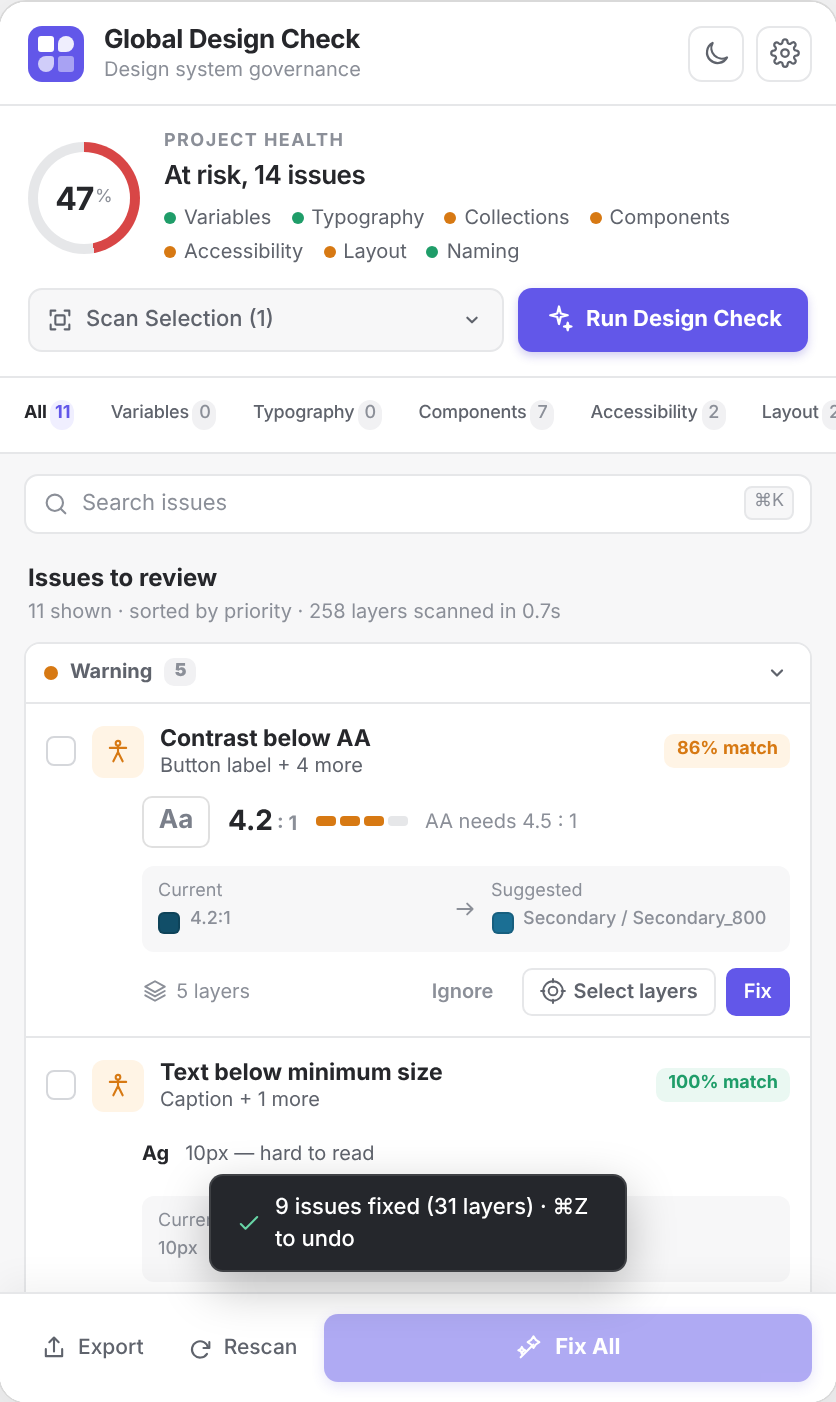 Global Design Check
Design system governance
47%
PROJECT HEALTH
At risk, 14 issues
Variables Typography Collections Components
Accessibility Layout Naming
Scan Selection (1)
Run Design Check
All 11 Variables 0 Typography 0 Components 7 Accessibility 2 Layout 2
Search issues ⌘K
Issues to review
11 shown · sorted by priority · 258 layers scanned in 0.7s
Warning 5
Contrast below AA
Button label + 4 more
86% match
Aa 4.2 : 1 AA needs 4.5 : 1
Current Suggested
4.2:1 → Secondary / Secondary_800
5 layers Ignore Select layers Fix
Text below minimum size
Caption + 1 more
100% match
Ag 10px — hard to read
10px
9 issues fixed (31 layers) · ⌘Z
to undo
Export Rescan Fix All